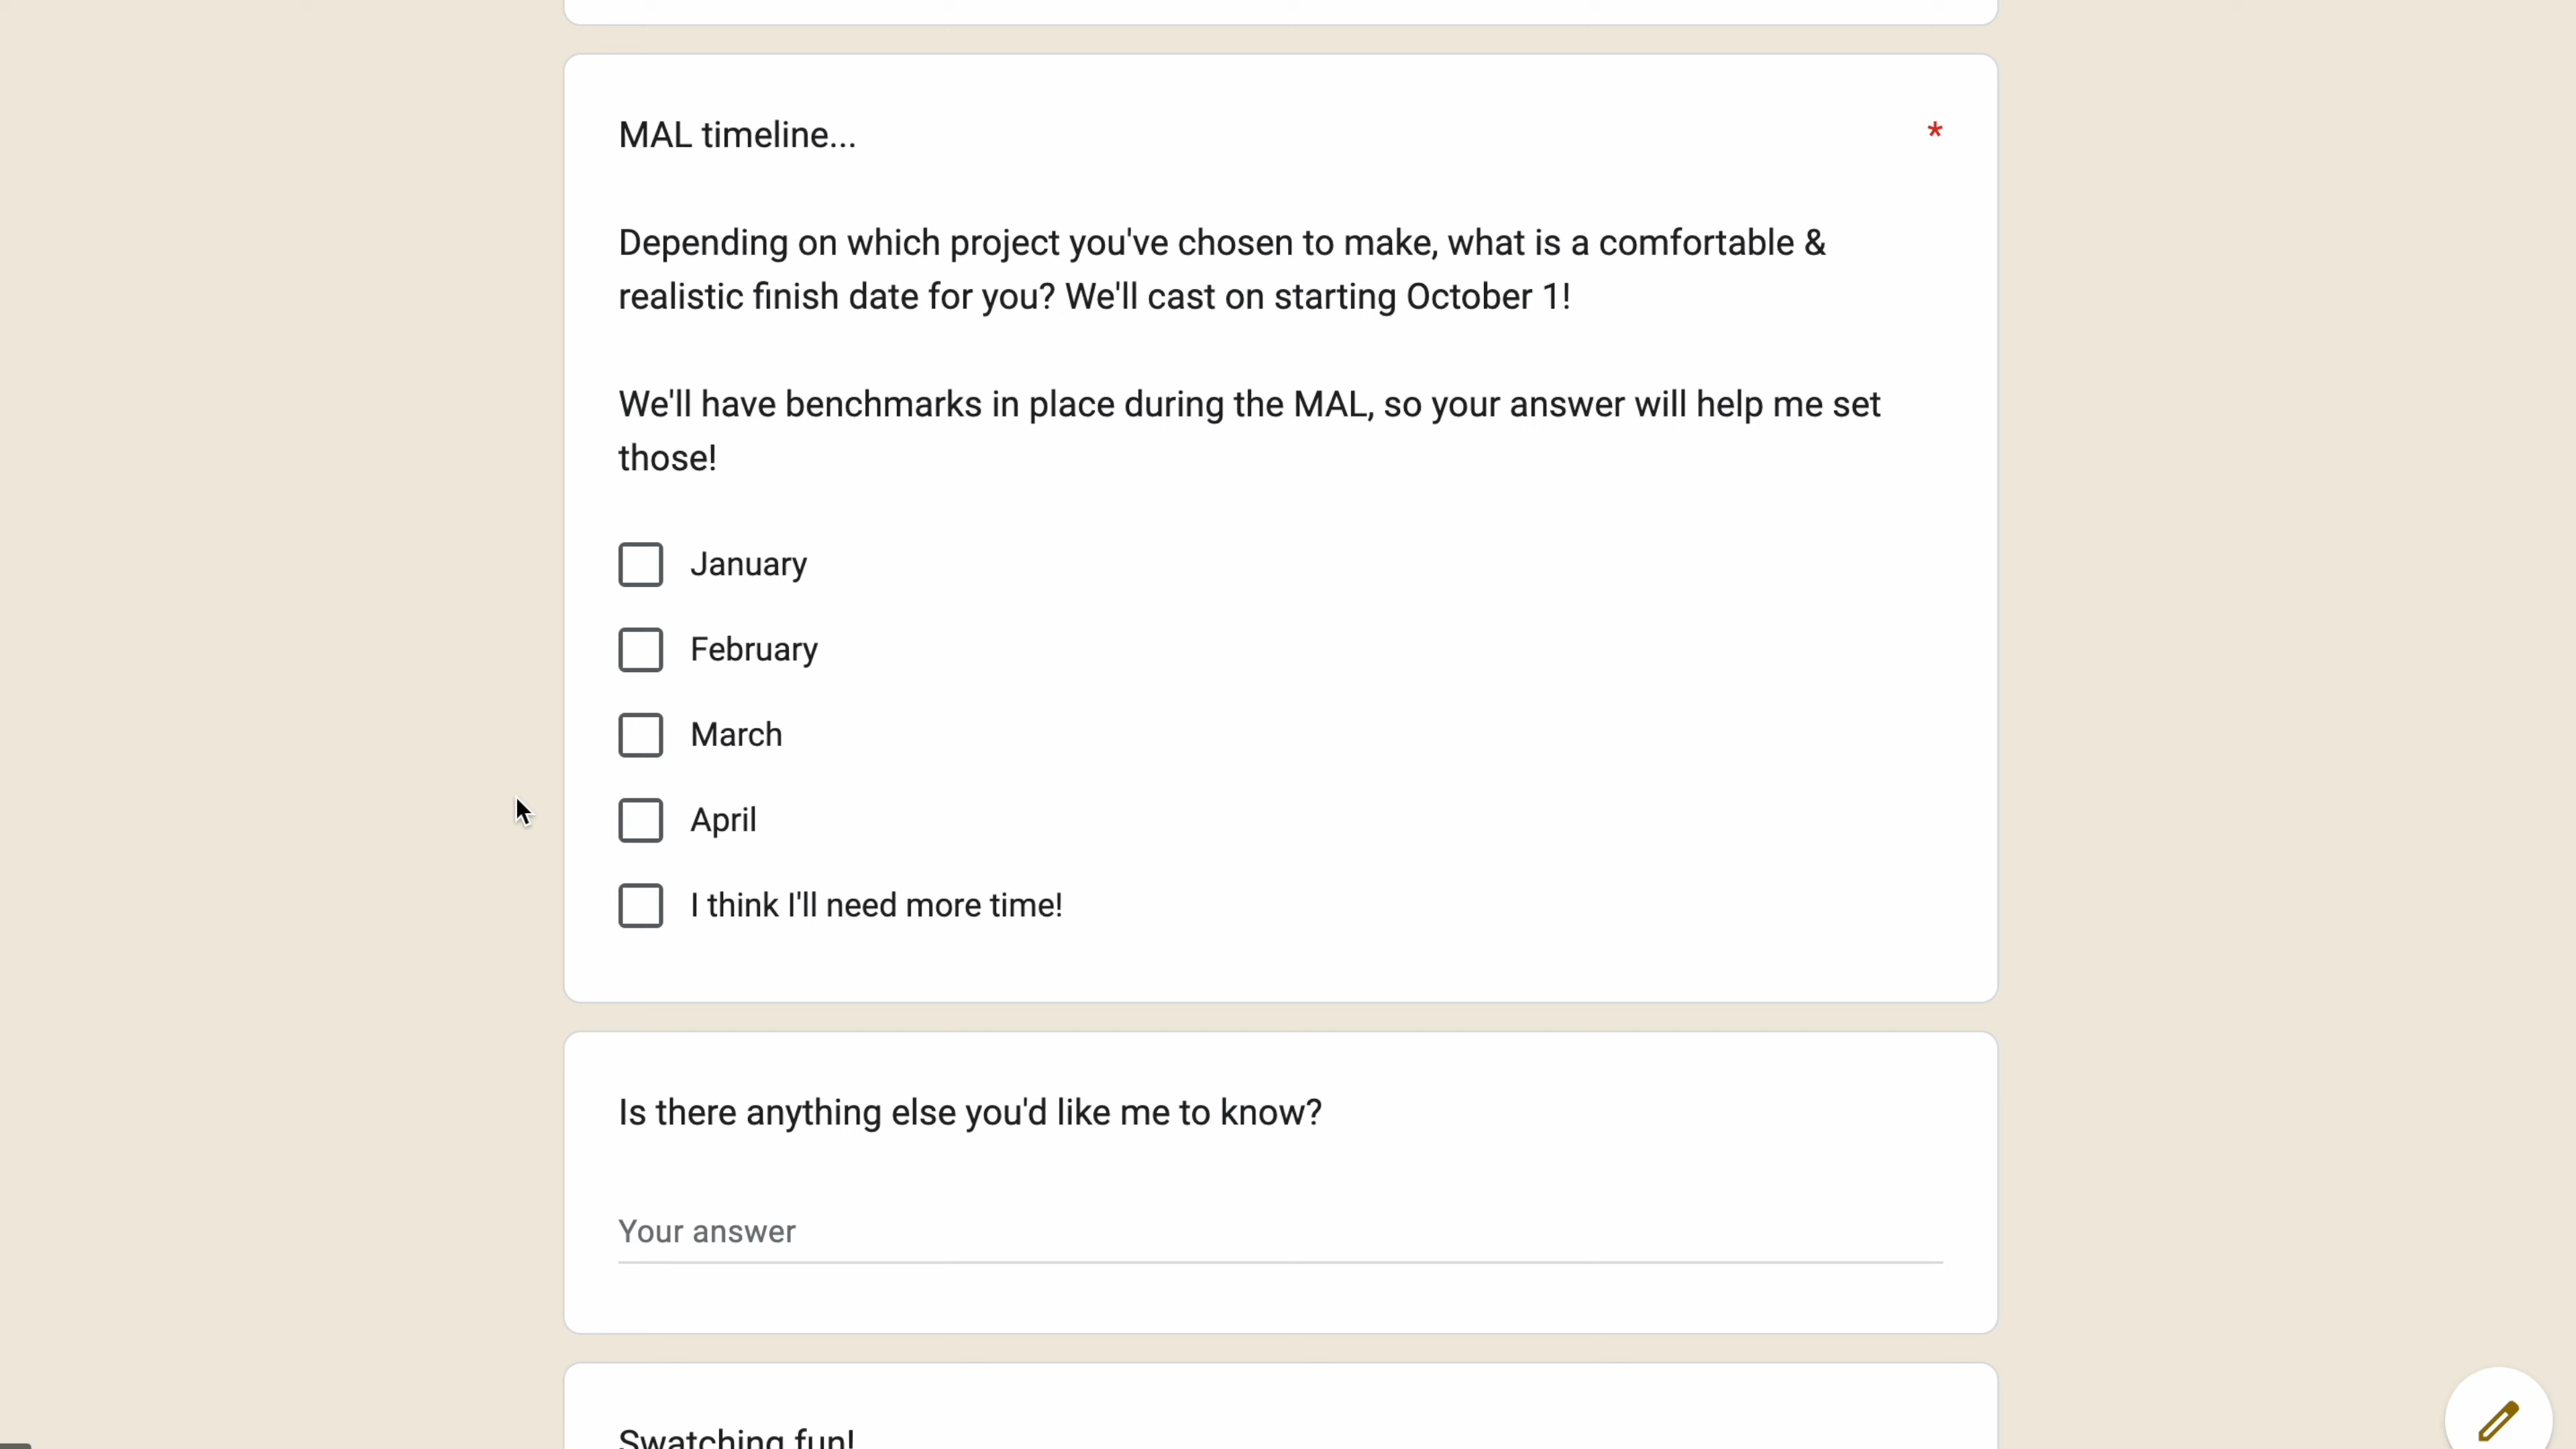 MAL timeline...
*
Depending on which project you've chosen to make, what is a comfortable &
realistic finish date for you? We'll cast on starting October 1!
We'll have benchmarks in place during the MAL, so your answer will help me set
those!
January
February
March
April
I think I'll need more time!
Is there anything else you'd like me to know?
Your answer
Swatching fun!